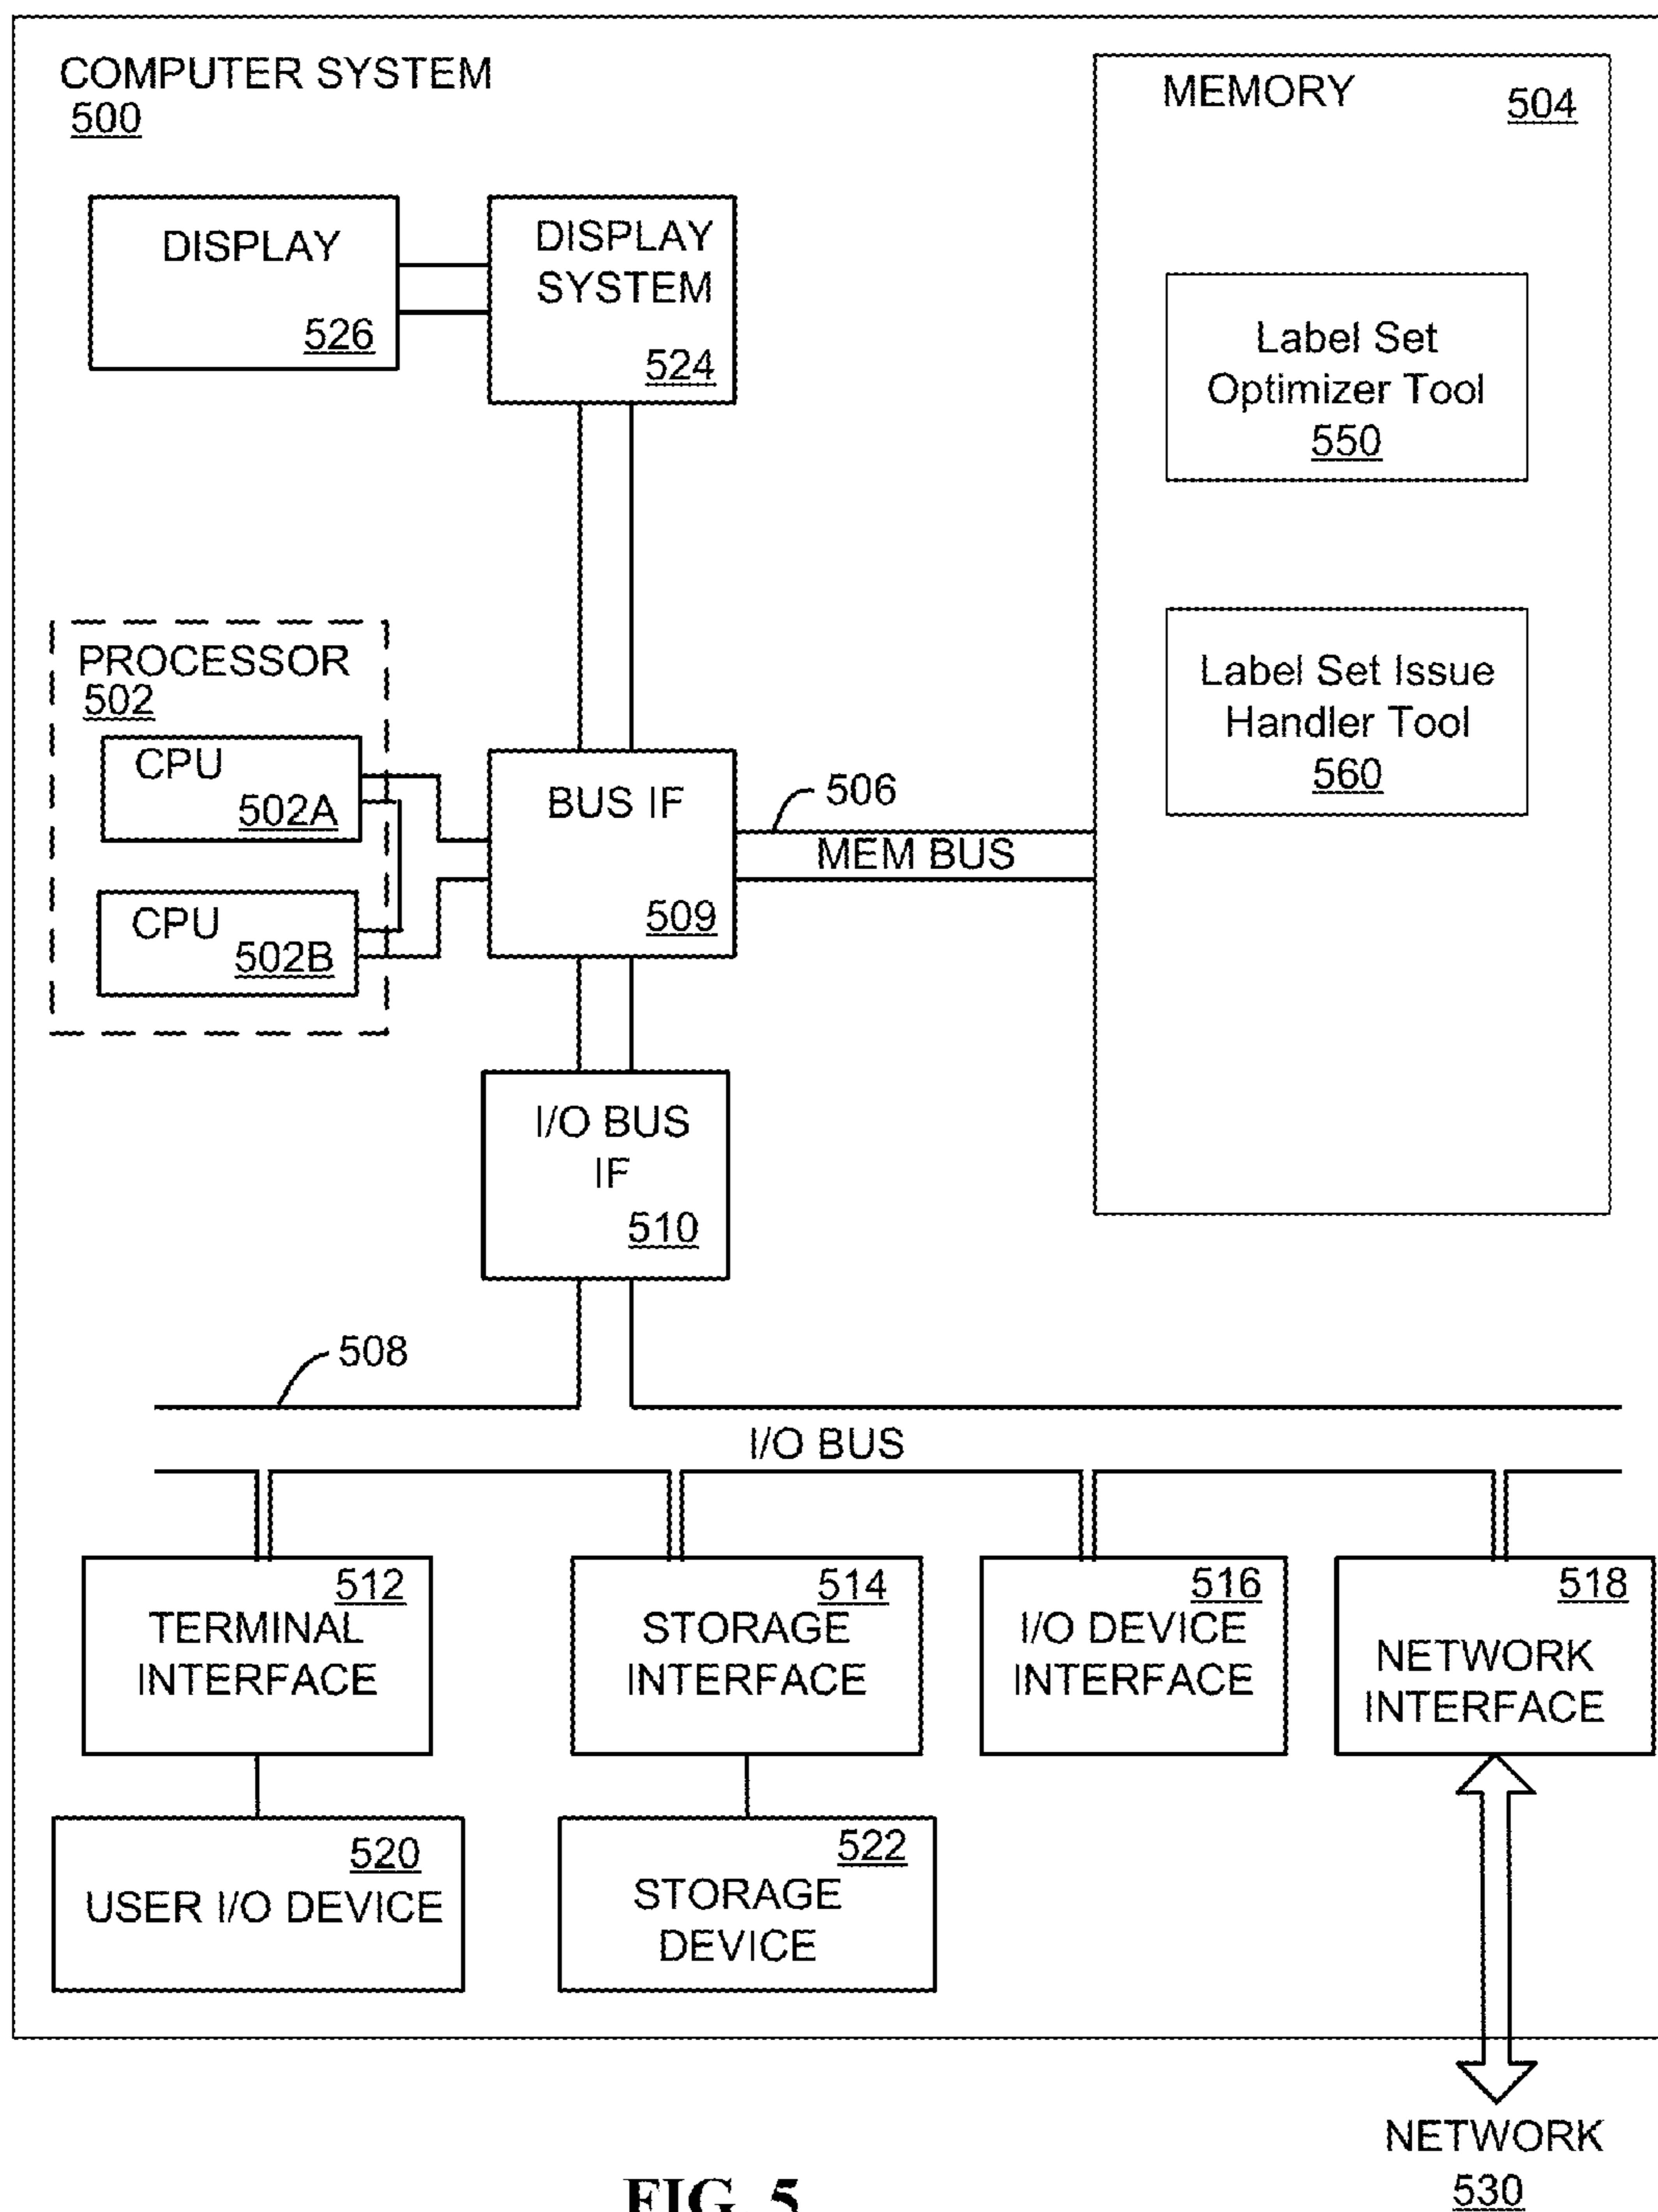 COMPUTER SYSTEM
500
MEMORY
504
DISPLAY
526
DISPLAY
SYSTEM
524
Label Set
Optimizer Tool
550
PROCESSOR
502
CPU
502A
CPU
502B
BUS IF
509
506
MEM BUS
Label Set Issue
Handler Tool
560
I/O BUS
IF
510
508
I/O BUS
512
TERMINAL
INTERFACE
514
STORAGE
INTERFACE
516
I/O DEVICE
INTERFACE
518
NETWORK
INTERFACE
520
USER I/O DEVICE
522
STORAGE
DEVICE
NETWORK
530
FIG. 5